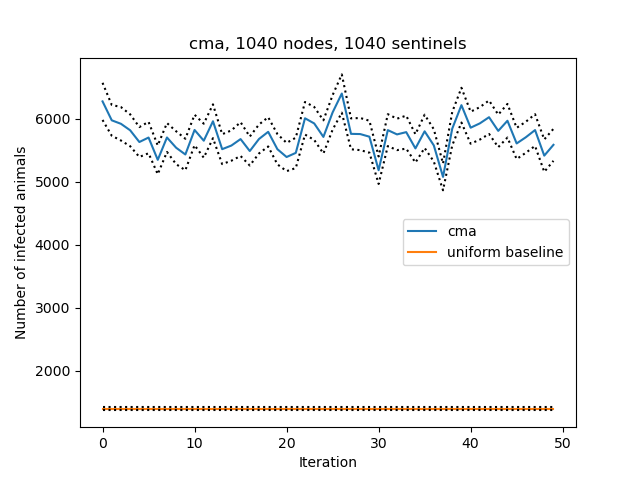 cma, 1040 nodes, 1040 sentinels
Number of infected animals
6000
5000
4000
3000
2000
cma
uniform baseline
0
10
20
30
40
50
Iteration